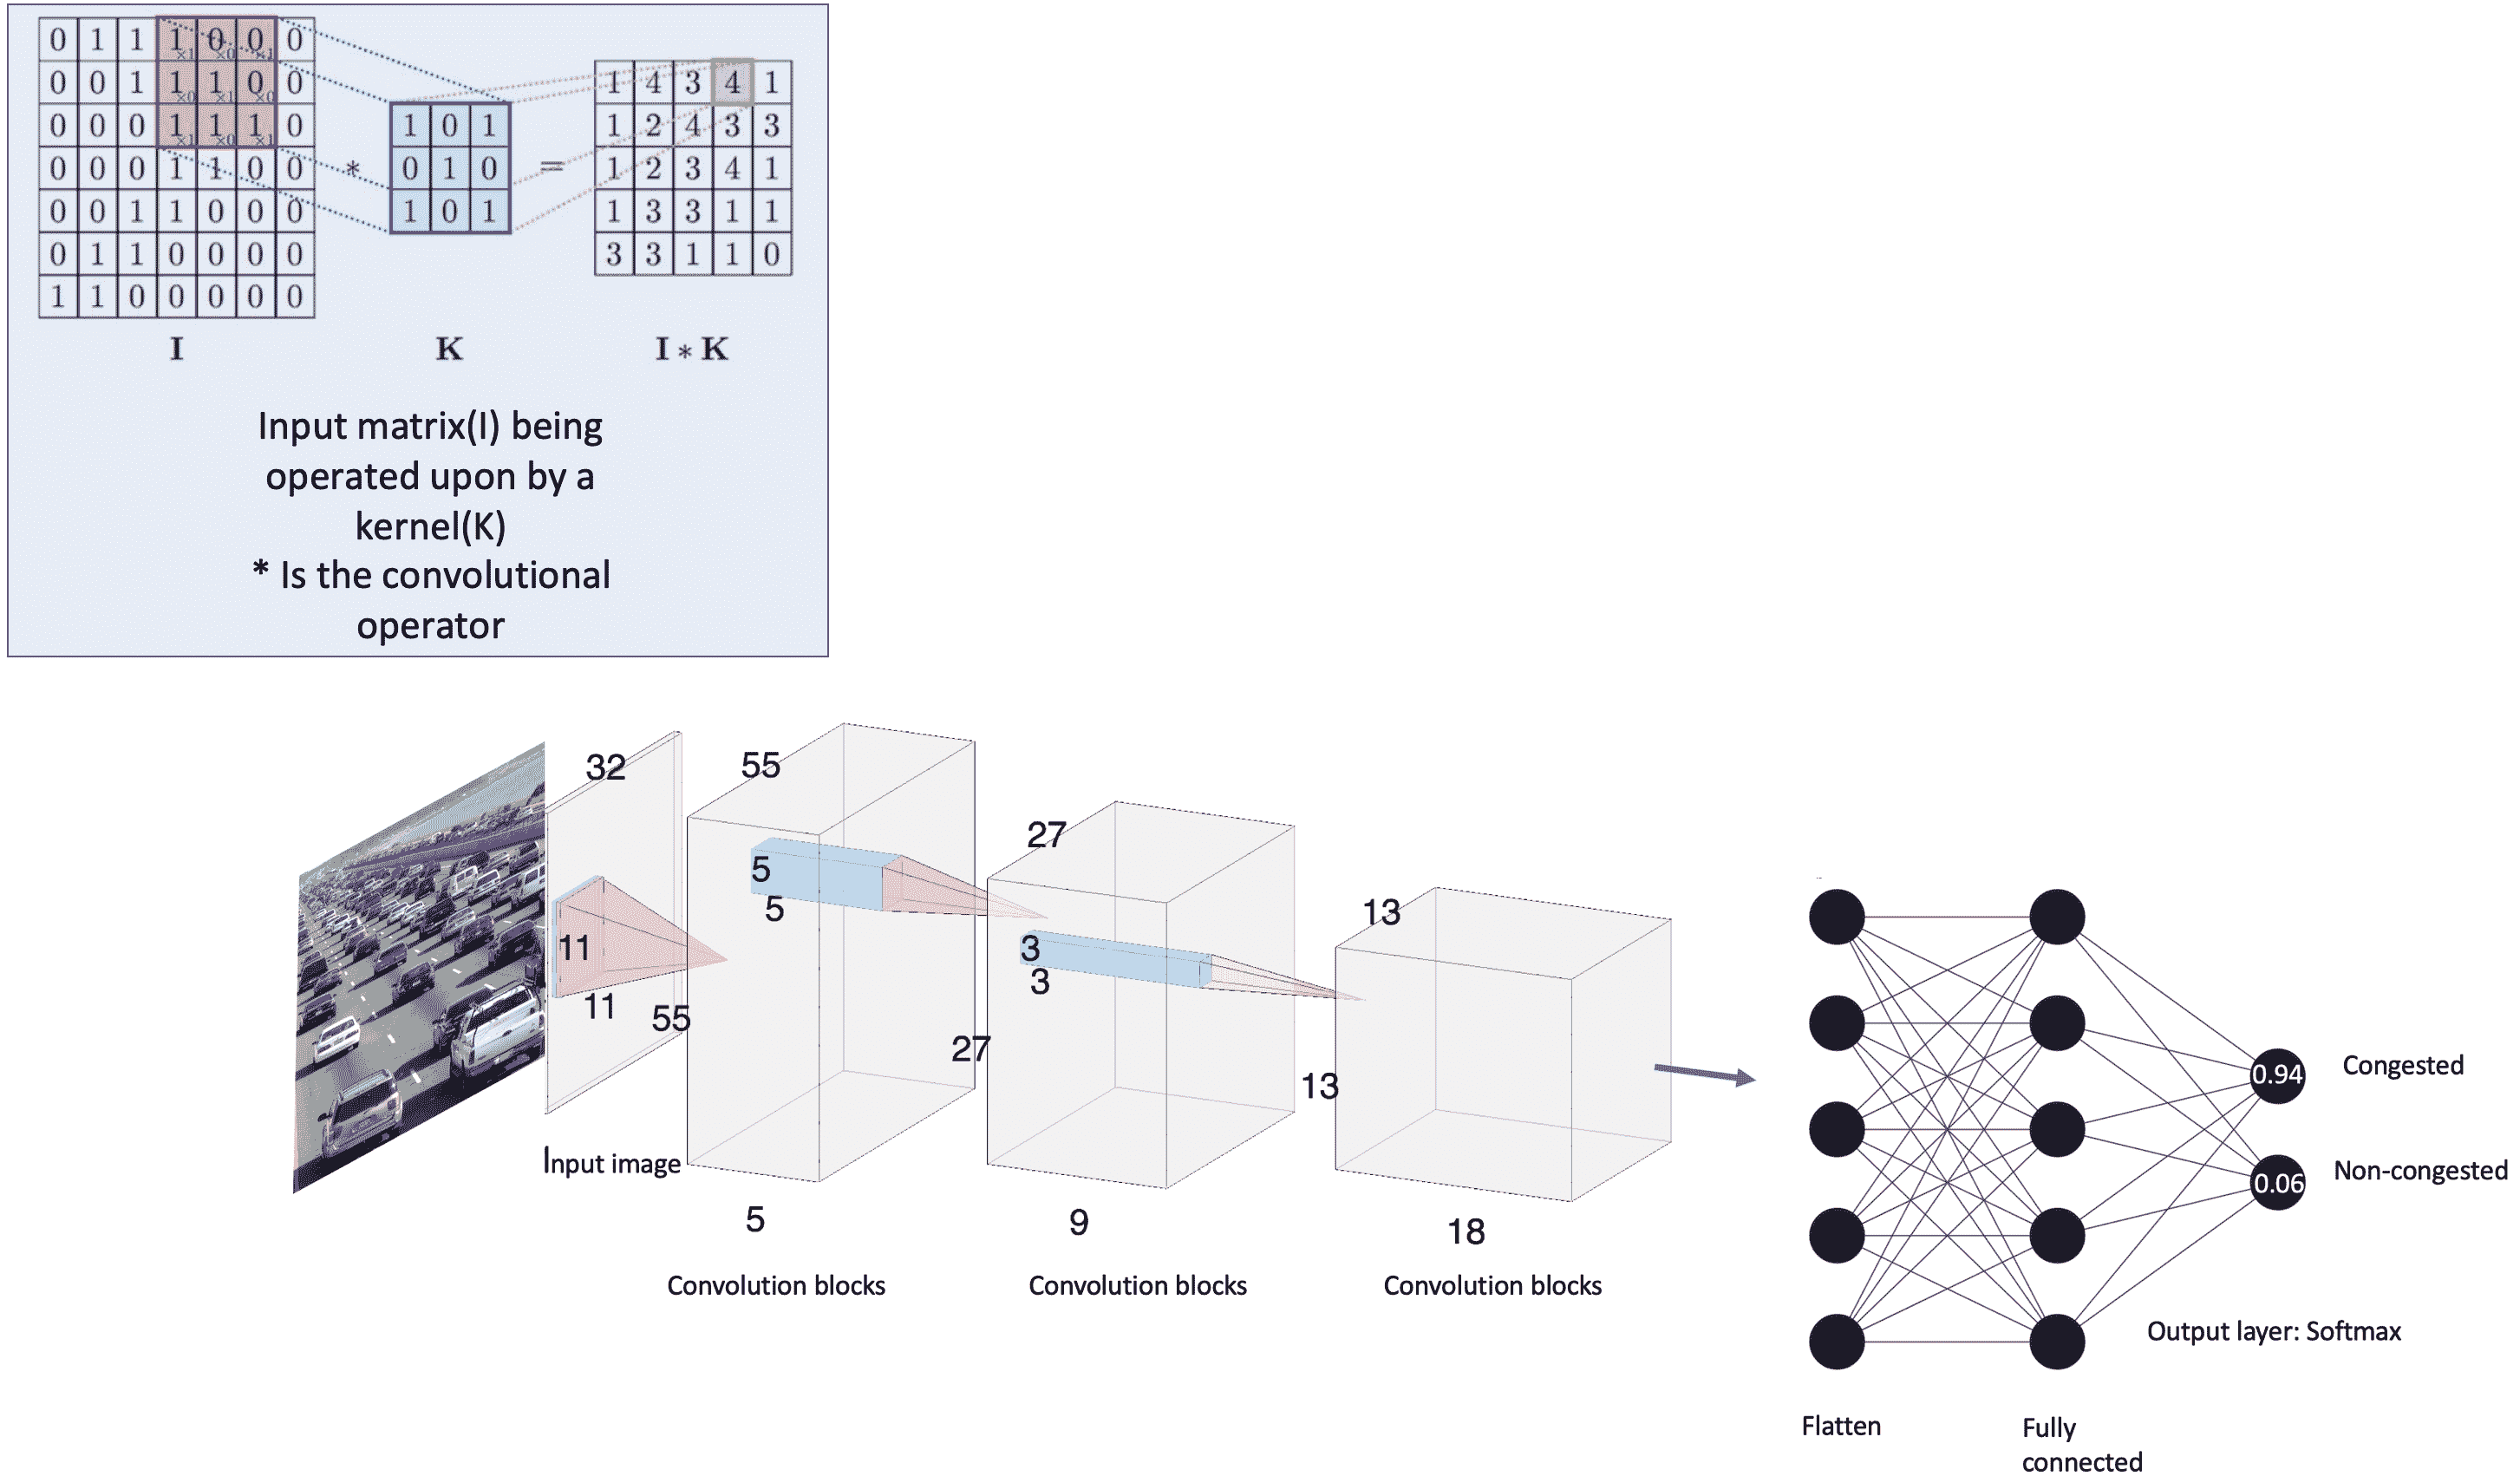 0 1 1 1 0 0 0
×1 ×0 ×1
0 0 1 1 1 0 0
×0 ×1 ×0
0 0 0 1 1 1 0
×1 ×0 ×1
0 0 0 1 1 0 0
0 0 1 1 0 0 0
0 1 1 0 0 0 0
1 1 0 0 0 0 0
I
*
1 0 1
0 1 0
1 0 1
K
=
1 4 3 4 1
1 2 4 3 3
1 2 3 4 1
1 3 3 1 1
3 3 1 1 0
I * K
Input matrix(I) being
operated upon by a
kernel(K)
* Is the convolutional
operator
32
11
11
Input image
55
55
5
5
5
Convolution blocks
27
27
3
3
9
Convolution blocks
13
13
18
Convolution blocks
Flatten
Fully
connected
0.94
Congested
0.06
Non-congested
Output layer: Softmax